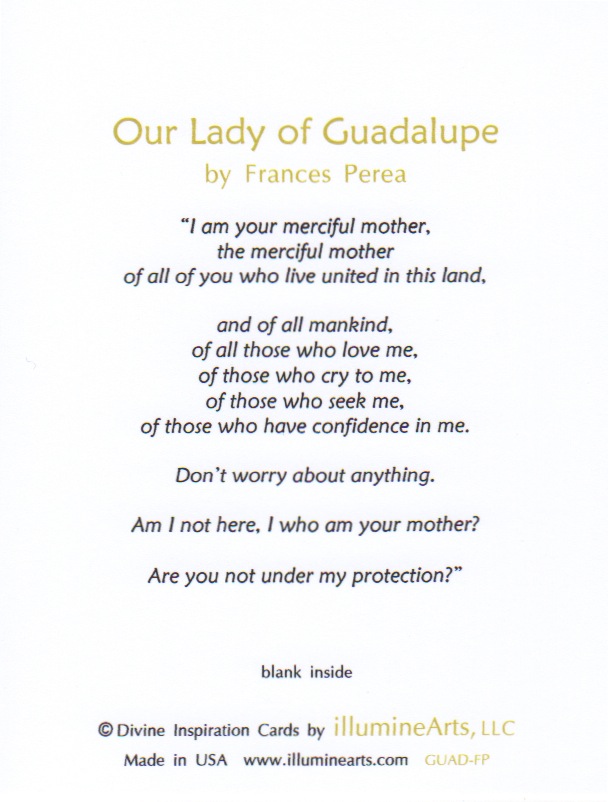 Our Lady of Guadalupe
by Frances Perea
“I am your merciful mother,
the merciful mother
of all of you who live united in this land,
and of all mankind,
of all those who love me,
of those who cry to me,
of those who seek me,
of those who have confidence in me.
Don’t worry about anything.
Am I not here, I who am your mother?
Are you not under my protection?”
blank inside
© Divine Inspiration Cards by illumineArts, LLC
Made in USA www.illuminearts.com GUAD-FP